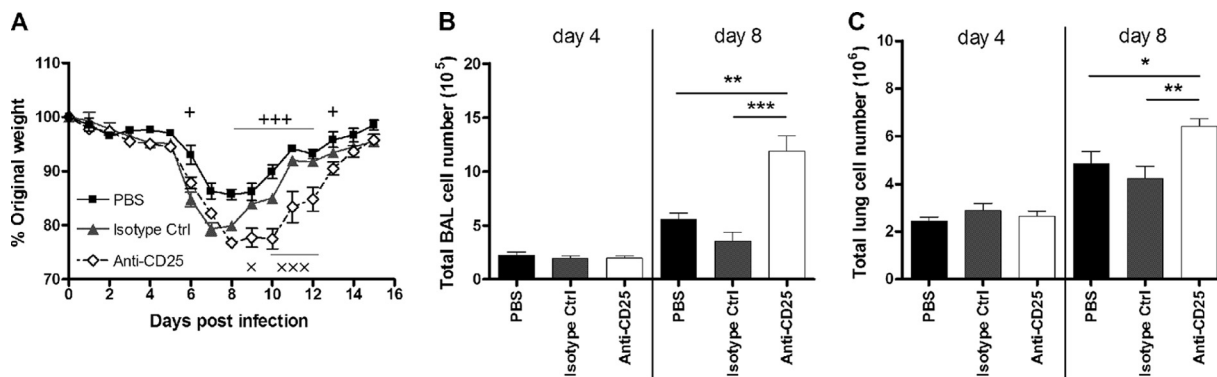 A
% Original weight
110
100
90
80
70
+
+++
+
PBS
Isotype Ctrl
Anti-CD25
×
×××
0 2 4 6 8 10 12 14 16
Days post infection
B
day 4 day 8
Total BAL cell number (10⁵)
20
15
10
5
0
**
***
PBS
Isotype Ctrl
Anti-CD25
PBS
Isotype Ctrl
Anti-CD25
C
day 4 day 8
Total lung cell number (10⁶)
10
8
6
4
2
0
*
**
PBS
Isotype Ctrl
Anti-CD25
PBS
Isotype Ctrl
Anti-CD25